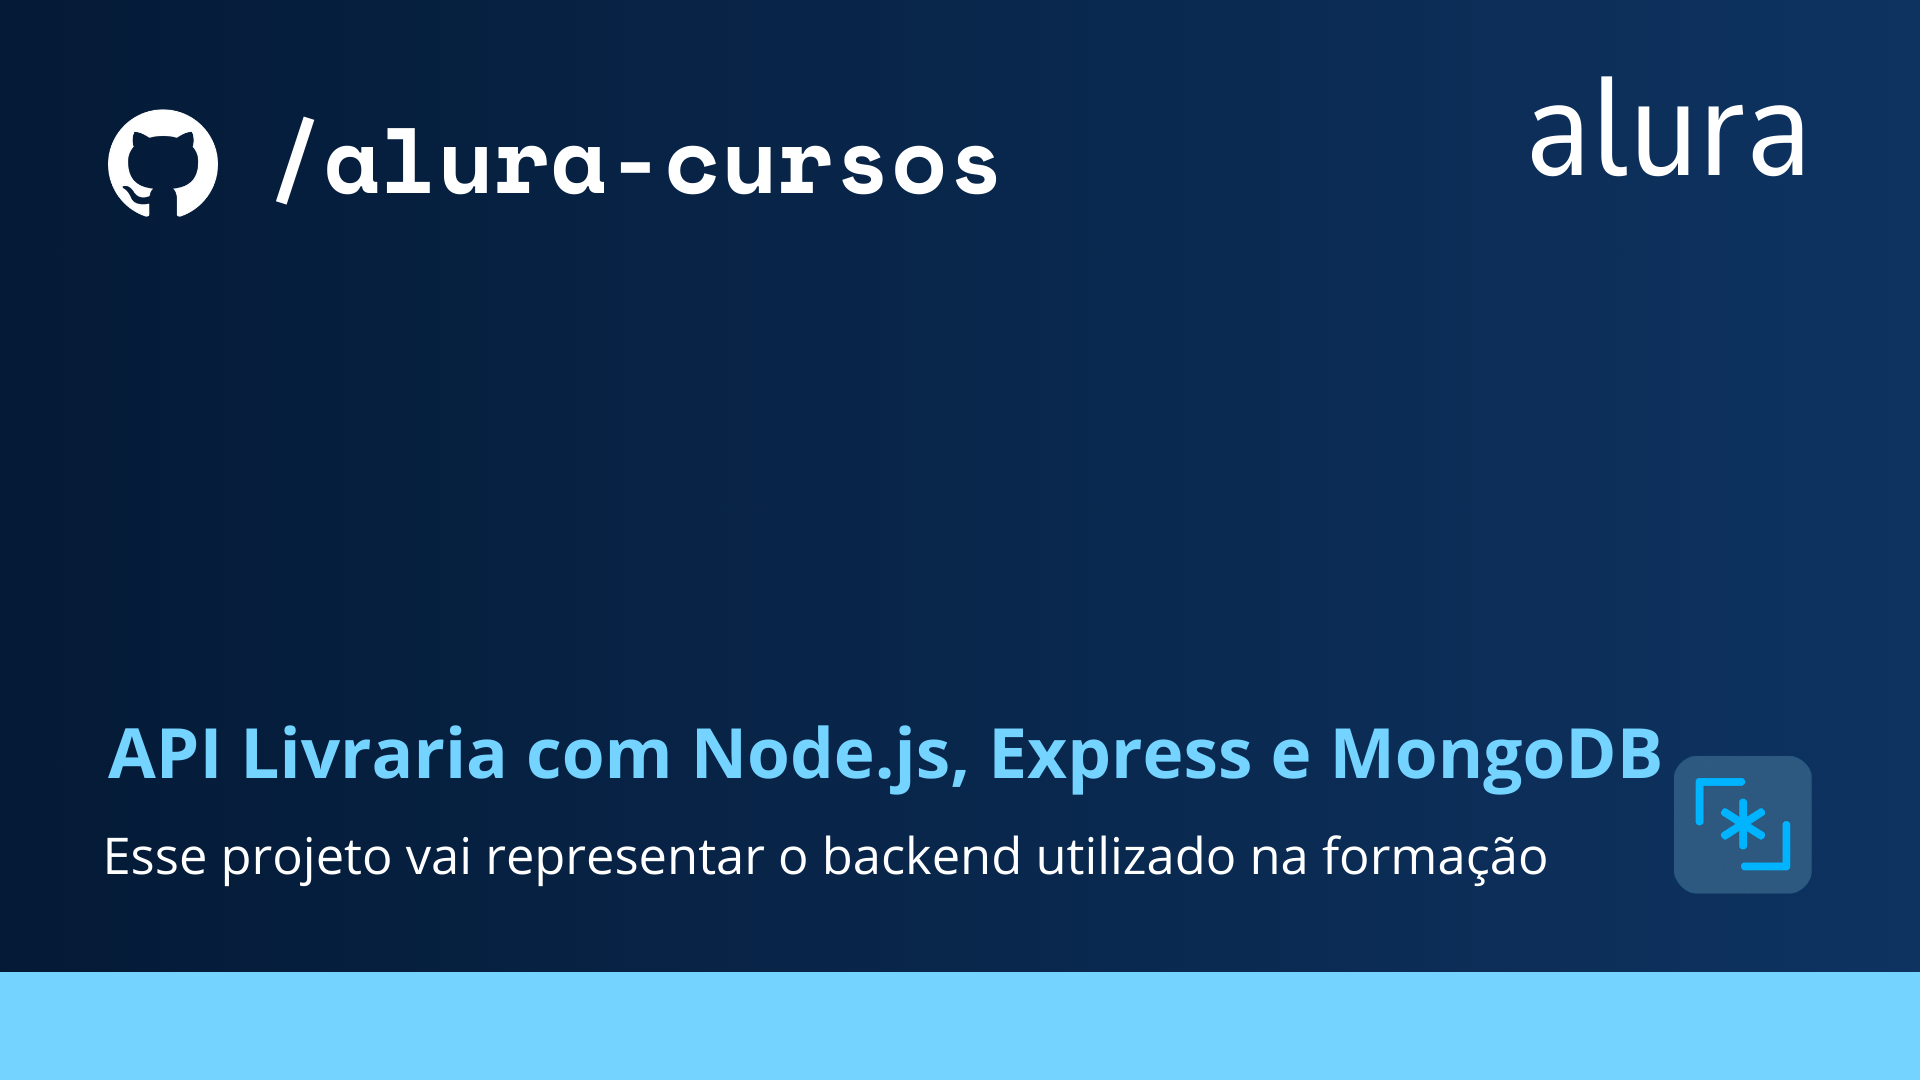 /alura-cursos
alura
API Livraria com Node.js, Express e MongoDB
Esse projeto vai representar o backend utilizado na formação